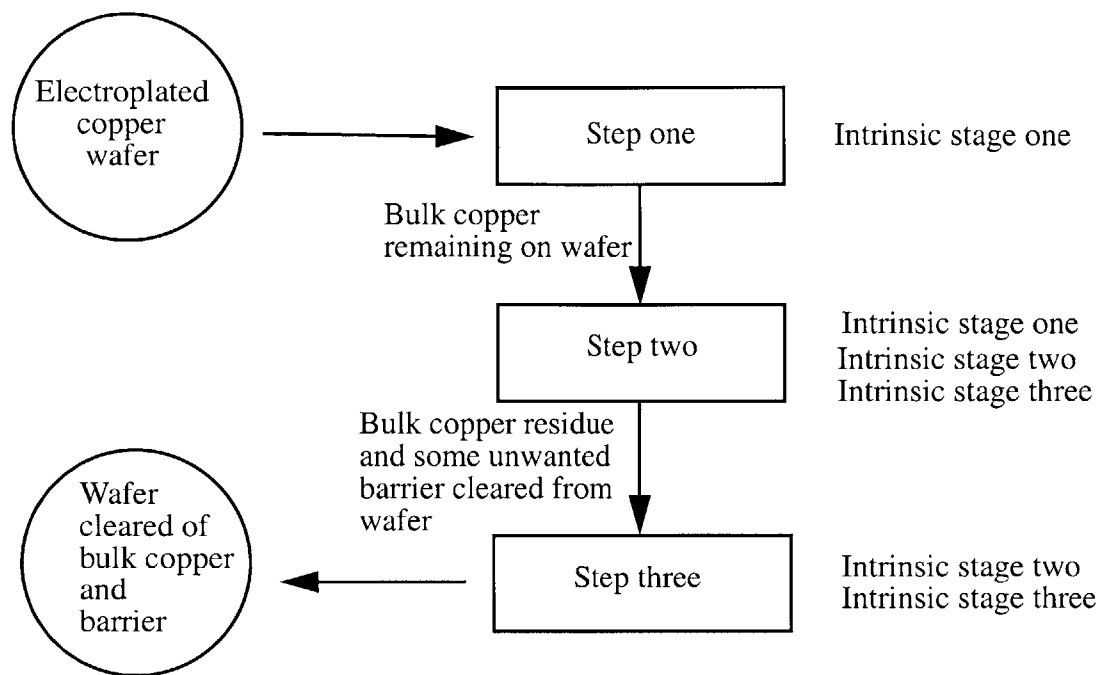 Electroplated
copper
wafer
Step one
Intrinsic stage one
Bulk copper
remaining on wafer
Step two
Intrinsic stage one
Intrinsic stage two
Intrinsic stage three
Bulk copper residue
and some unwanted
barrier cleared from
wafer
Step three
Intrinsic stage two
Intrinsic stage three
Wafer
cleared of
bulk copper
and
barrier